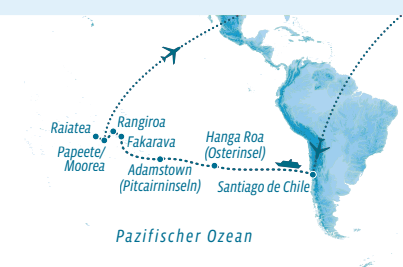 Raiatea
Rangiroa
Papeete/
Moorea
Fakarava
Adamstown
(Pitcairninseln)
Hanga Roa
(Osterinsel)
Santiago de Chile
Pazifischer Ozean